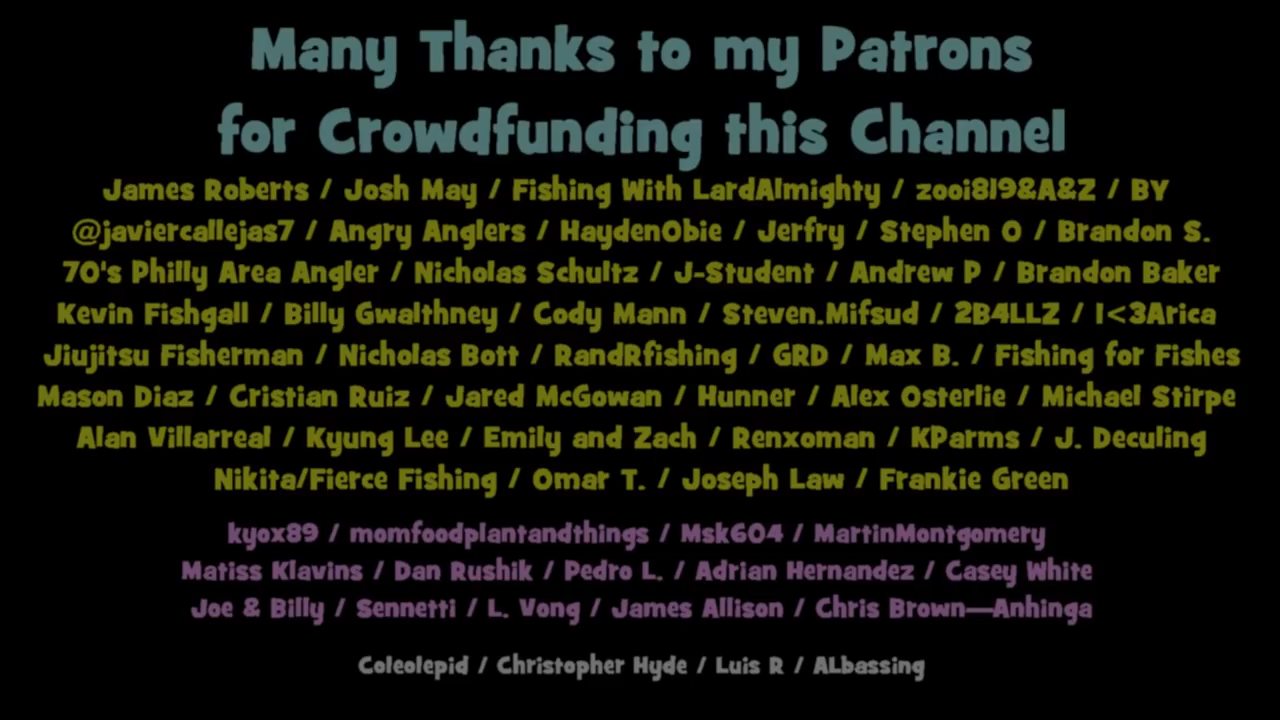 Many Thanks to my Patrons
for Crowdfunding this Channel
James Roberts / Josh May / Fishing With LardAlmighty / zooi819&A&Z / BY
@javiercallejas7 / Angry Anglers / HaydenObie / Jerfry / Stephen O / Brandon S.
70's Philly Area Angler / Nicholas Schultz / J-Student / Andrew P / Brandon Baker
Kevin Fishgall / Billy Gwalthney / Cody Mann / Steven.Mifsud / 2B4LLZ / I<3Arica
Jiujitsu Fisherman / Nicholas Bott / RandRfishing / GRD / Max B. / Fishing for Fishes
Mason Diaz / Cristian Ruiz / Jared McGowan / Hunner / Alex Osterlie / Michael Stirpe
Alan Villarreal / Kyung Lee / Emily and Zach / Renxoman / KParms / J. Deculing
Nikita/Fierce Fishing / Omar T. / Joseph Law / Frankie Green
kyox89 / momfoodplantandthings / Msk604 / MartinMontgomery
Matiss Klavins / Dan Rushik / Pedro L. / Adrian Hernandez / Casey White
Joe & Billy / Sennetti / L. Vong / James Allison / Chris Brown—Anhinga
Coleolepid / Christopher Hyde / Luis R / ALbassing